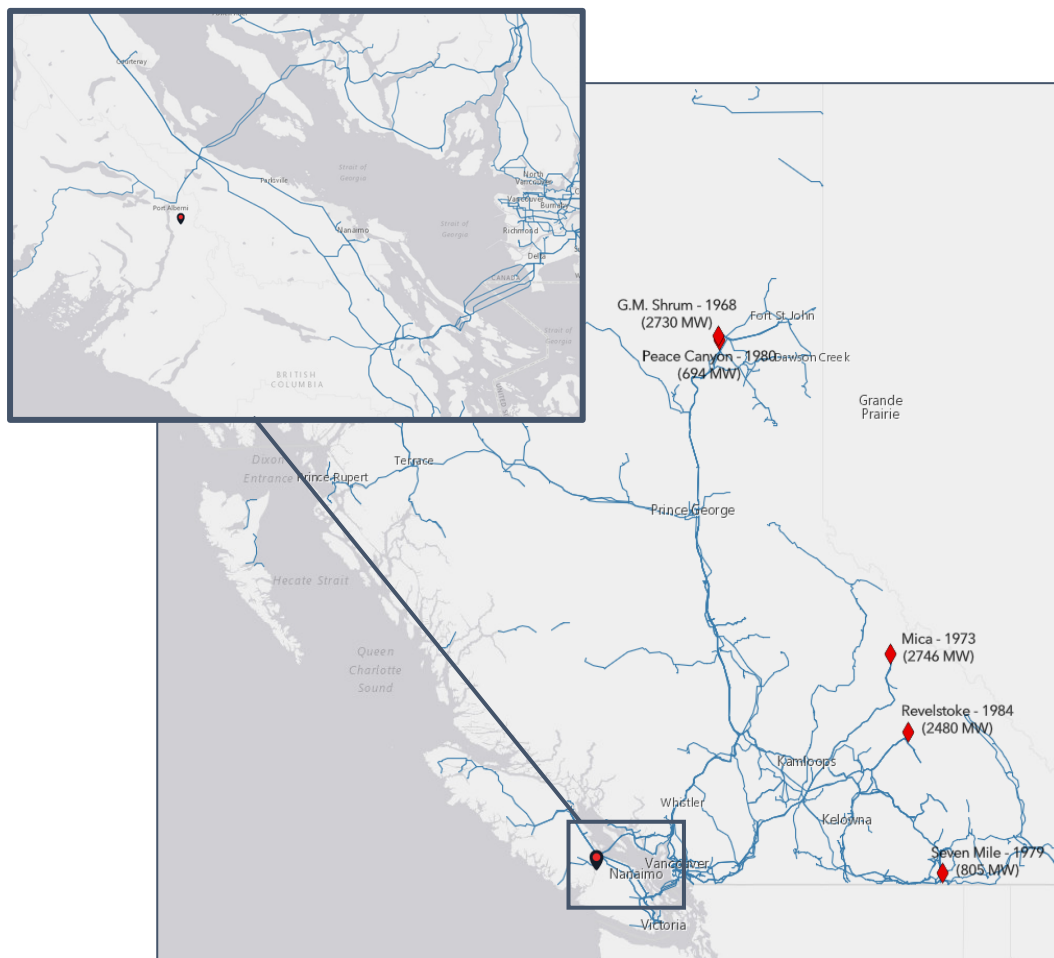 Courtenay
Strait of
Georgia
Parksville
Port Alberni
Nanaimo
Strait of
Georgia
North
Vancouver
Vancouver
Burnaby
Richmond
Delta
CANADA
Strait of
Georgia
BRITISH
COLUMBIA
G.M. Shrum - 1968
(2730 MW)
Fort St John
Peace Canyon - 1980
(694 MW)
Dawson Creek
Grande
Prairie
Dixon
Entrance
Prince Rupert
Terrace
Prince George
Hecate Strait
Queen
Charlotte
Sound
Mica - 1973
(2746 MW)
Revelstoke - 1984
(2480 MW)
Kamloops
Whistler
Kelowna
Seven Mile - 1979
(805 MW)
Vancouver
Nanaimo
Victoria